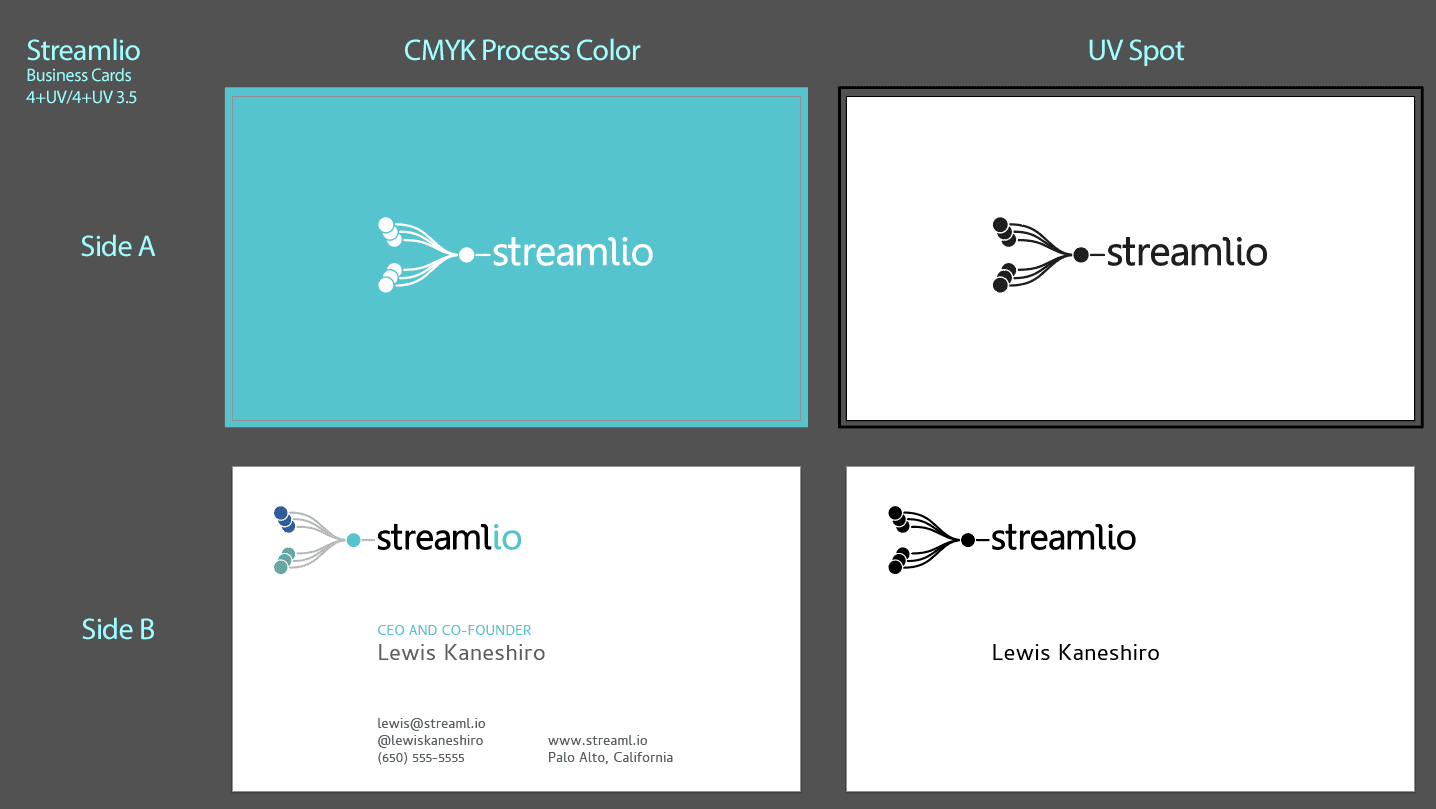 Streamlio
Business Cards
4+UV/4+UV 3.5
CMYK Process Color
UV Spot
Side A
streamlio
streamlio
Side B
streamlio
CEO AND CO-FOUNDER
Lewis Kaneshiro
lewis@streaml.io
@lewiskaneshiro
(650) 555-5555
www.streaml.io
Palo Alto, California
streamlio
Lewis Kaneshiro